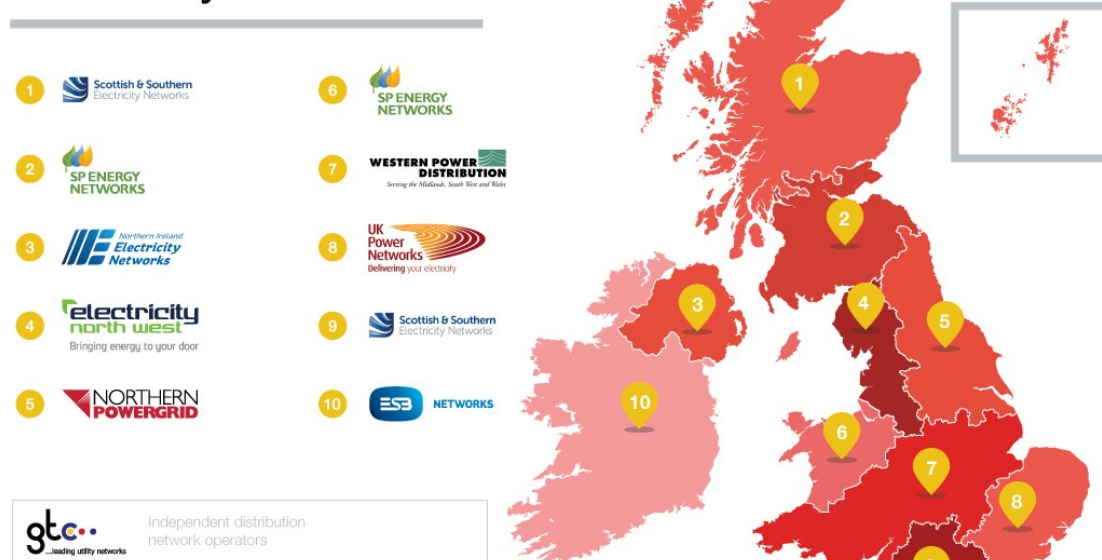 1
Scottish & Southern
Electricity Networks
2
SP ENERGY
NETWORKS
3
Northern Ireland
Electricity
Networks
4
electricity
north west
Bringing energy to your door
5
NORTHERN
POWERGRID
6
SP ENERGY
NETWORKS
7
WESTERN POWER
DISTRIBUTION
Serving the Midlands, South West and Wales
8
UK
Power
Networks
Delivering your electricity
9
Scottish & Southern
Electricity Networks
10
ESB NETWORKS
gtc
...leading utility networks
Independent distribution
network operators
1
2
3
4
5
10
6
7
8